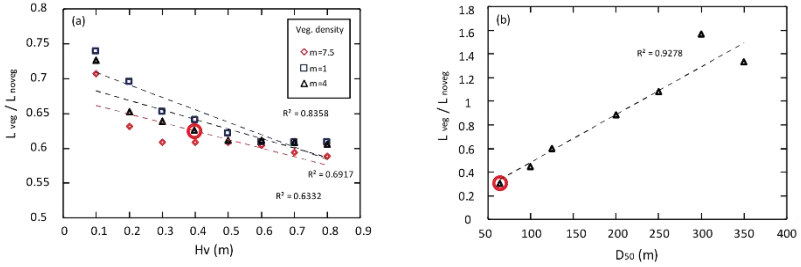 (a)
Veg. density
m=7.5
m=1
m=4
R² = 0.8358
R² = 0.6917
R² = 0.6332
0.8
0.75
0.7
0.65
0.6
0.55
0.5
0 0.1 0.2 0.3 0.4 0.5 0.6 0.7 0.8 0.9
Hv (m)
L veg / L noveg
(b)
R² = 0.9278
1.8
1.6
1.4
1.2
1
0.8
0.6
0.4
0.2
0
50 100 150 200 250 300 350 400
D50 (m)
L veg / L noveg